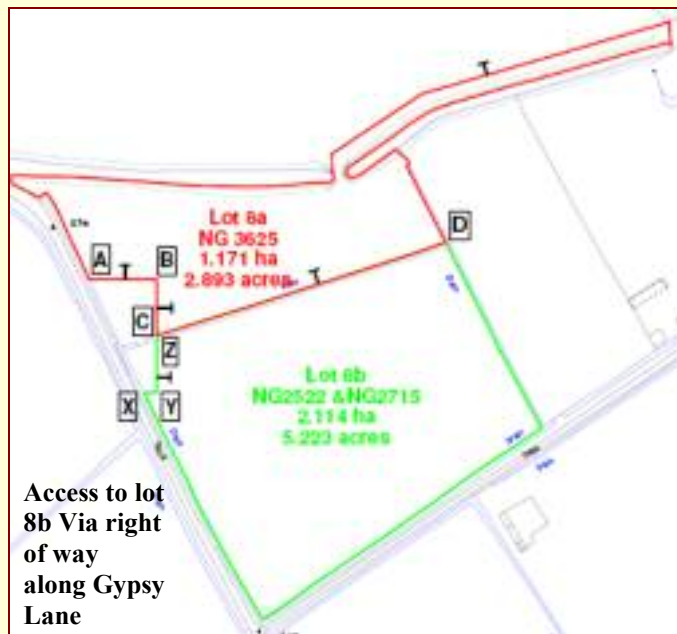 Lot 8a
NG 3625
1.171 ha
2.893 acres
A
B
C
D
Z
X
Y
Lot 8b
NG2522 &NG2715
2.114 ha
5.223 acres
Access to lot
8b Via right
of way
along Gypsy
Lane